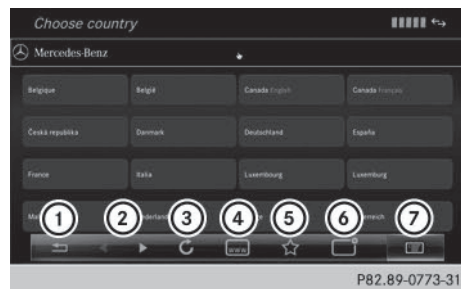 Choose country
Mercedes-Benz
Belgique België Canada English Canada Français
Česká republika Danmark Deutschland España
France Italia Luxembourg Luxemburg
1 2 3 4 5 6 7
www
P82.89-0773-31